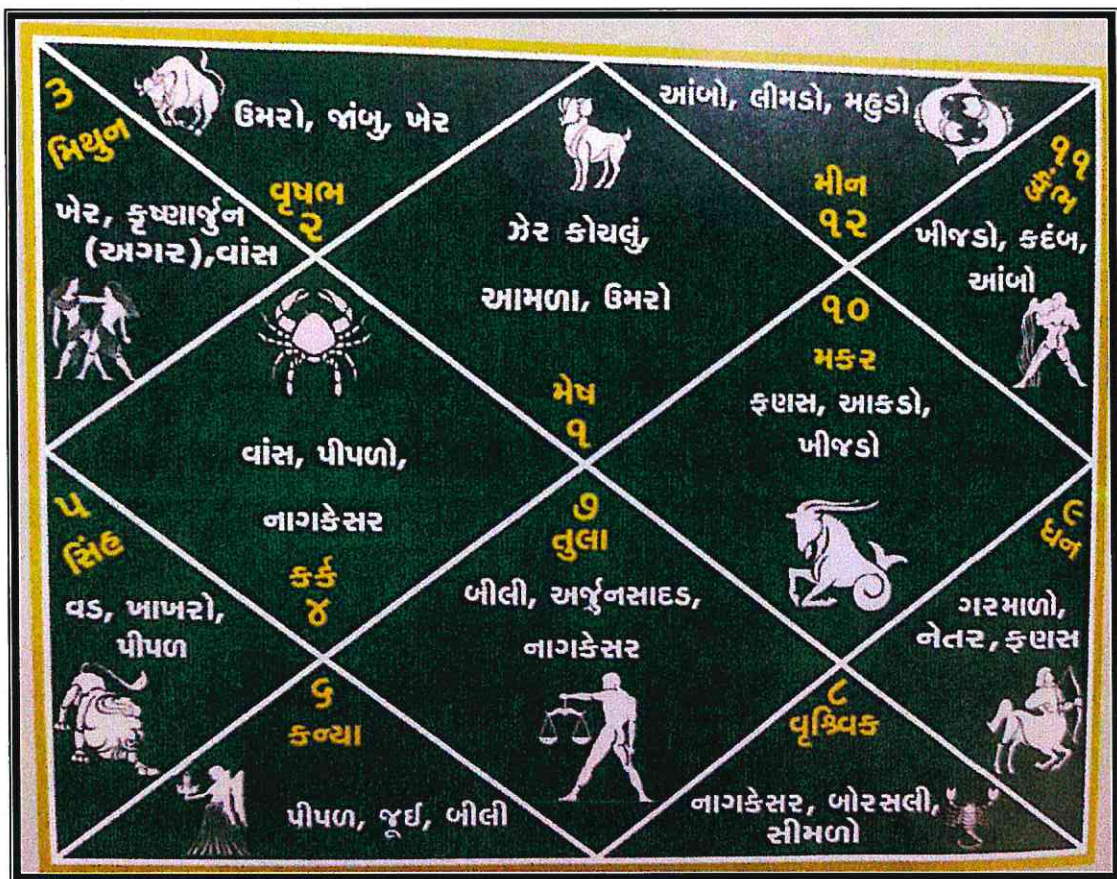 ૩
મિથુન
ખેર, કૃષ્ણાર્જુન
(અગર),વાંસ
ઉમરો, જાંબુ, ખેર
વૃષભ
૨
ઝેર કોચલું,
આમળા, ઉમરો
મેષ
૧
આંબો, લીમડો, મહુડો
મીન
૧૨
૧૧
કુંભ
ખીજડો, કદંબ,
આંબો
૧૦
મકર
ફણસ, આકડો,
ખીજડો
વાંસ, પીપળો,
નાગકેસર
કર્ક
૪
૫
સિંહ
વડ, ખાખરો,
પીપળ
૭
તુલા
બીલી, અર્જુનસાદડ,
નાગકેસર
૯
ધન
ગરમાળો,
નેતર,ફણસ
૬
કન્યા
પીપળ, જૂઈ, બીલી
૮
વૃશ્ચિક
નાગકેસર, બોરસલી,
સીમળો